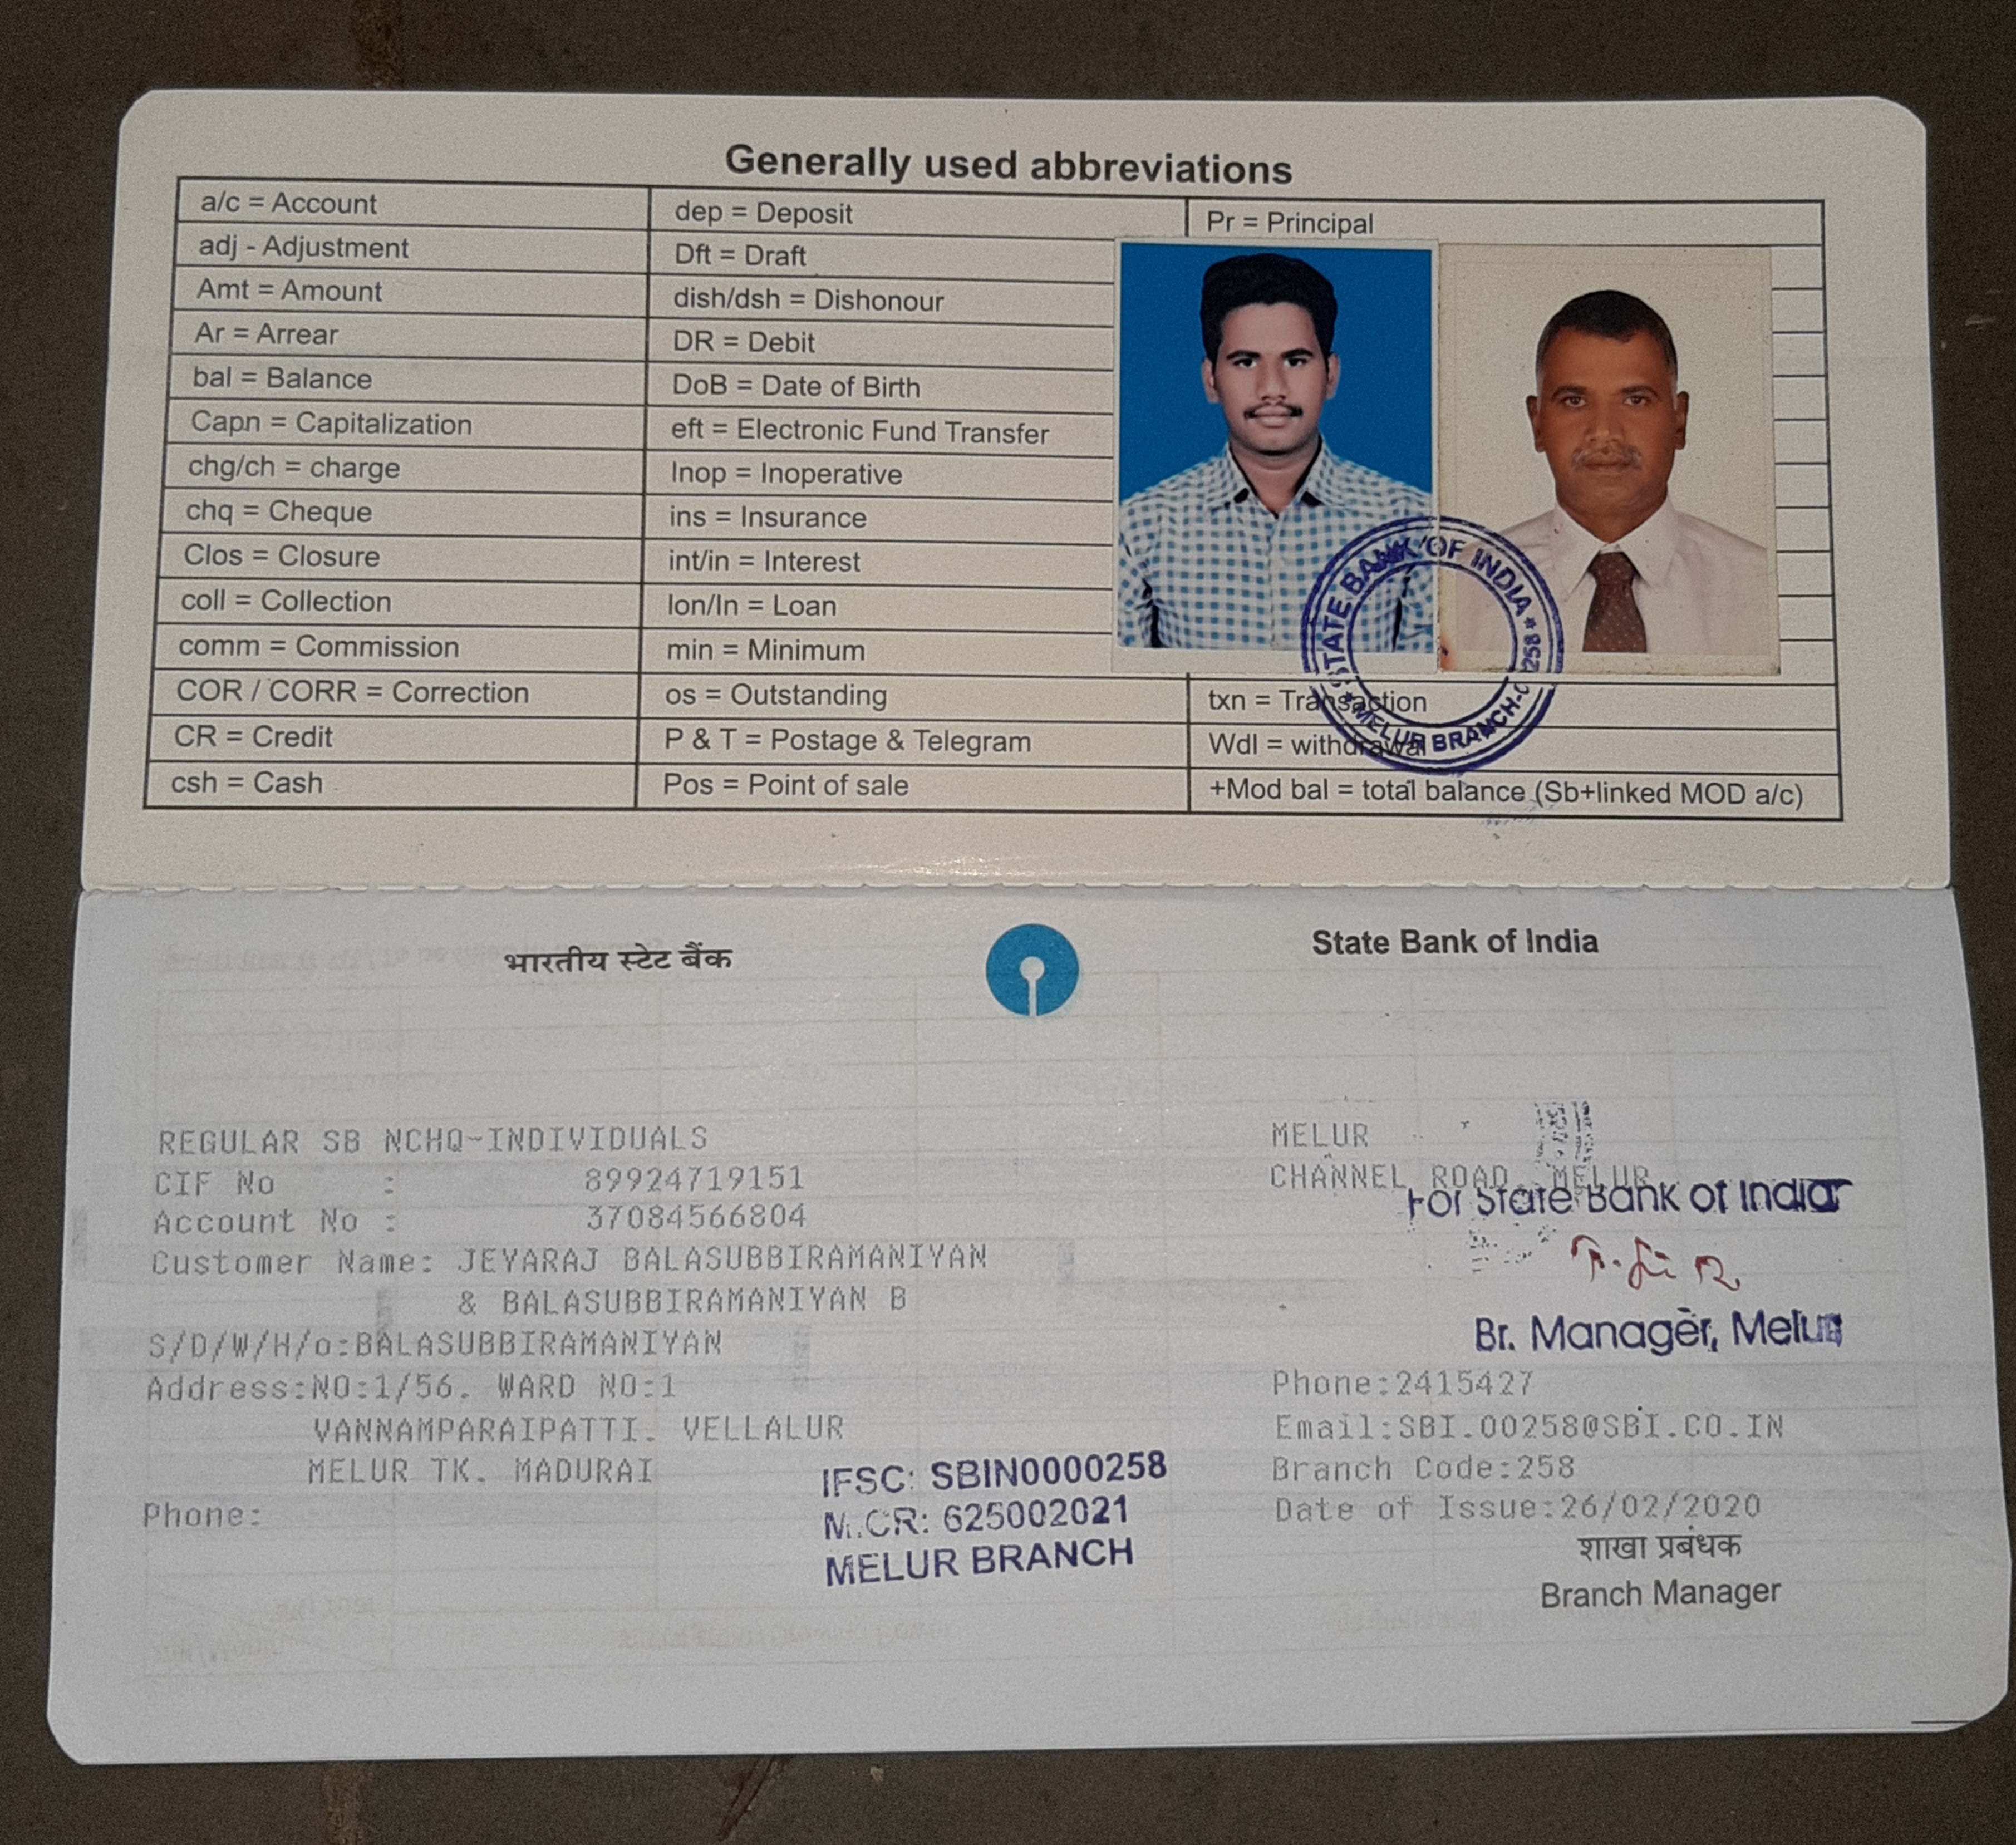 Generally used abbreviations
a/c = Account
adj - Adjustment
Amt = Amount
Ar = Arrear
bal = Balance
Capn = Capitalization
chg/ch = charge
chq = Cheque
Clos = Closure
coll = Collection
comm = Commission
COR / CORR = Correction
CR = Credit
csh = Cash
dep = Deposit
Dft = Draft
dish/dsh = Dishonour
DR = Debit
DoB = Date of Birth
eft = Electronic Fund Transfer
Inop = Inoperative
ins = Insurance
int/in = Interest
lon/ln = Loan
min = Minimum
os = Outstanding
P & T = Postage & Telegram
Pos = Point of sale
Pr = Principal
txn = Transaction
Wdl = withdrawal
+Mod bal = total balance (Sb+linked MOD a/c)
STATE BANK OF INDIA
* MELUR BRANCH-00258 *
भारतीय स्टेट बैंक
State Bank of India
REGULAR SB NCHQ-INDIVIDUALS
CIF No : 89924719151
Account No : 37084566804
Customer Name: JEYARAJ BALASUBBIRAMANIYAN
& BALASUBBIRAMANIYAN B
S/D/W/H/o:BALASUBBIRAMANIYAN
Address:NO:1/56. WARD NO:1
VANNAMPARAIPATTI. VELLALUR
MELUR TK. MADURAI
Phone:
IFSC: SBIN0000258
M.CR: 625002021
MELUR BRANCH
MELUR
CHANNEL ROAD, MELUR
For State Bank of India
Br. Manager, Melur
Phone:2415427
Email:SBI.00258@SBI.CO.IN
Branch Code:258
Date of Issue:26/02/2020
शाखा प्रबंधक
Branch Manager